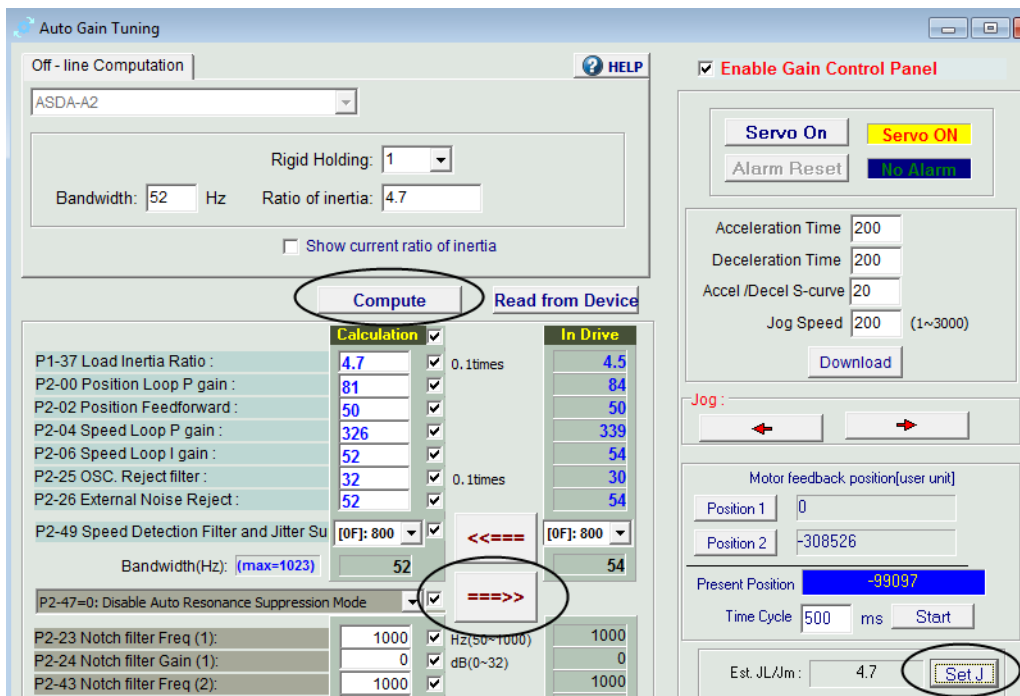 Auto Gain Tuning
Off - line Computation
HELP
ASDA-A2
Rigid Holding: 1
Bandwidth: 52 Hz Ratio of inertia: 4.7
Show current ratio of inertia
Compute Read from Device
Calculation In Drive
P1-37 Load Inertia Ratio : 4.7 0.1times 4.5
P2-00 Position Loop P gain : 81 84
P2-02 Position Feedforward : 50 50
P2-04 Speed Loop P gain : 326 339
P2-06 Speed Loop I gain : 52 54
P2-25 OSC. Reject filter : 32 0.1times 30
P2-26 External Noise Reject : 52 54
P2-49 Speed Detection Filter and Jitter Su [0F]: 800 <<=== [0F]: 800
Bandwidth(Hz): (max=1023) 52 54
P2-47=0: Disable Auto Resonance Suppression Mode ===>>
P2-23 Notch filter Freq (1): 1000 Hz(50~1000) 1000
P2-24 Notch filter Gain (1): 0 dB(0~32) 0
P2-43 Notch filter Freq (2): 1000 1000
Enable Gain Control Panel
Servo On Servo ON
Alarm Reset No Alarm
Acceleration Time 200
Deceleration Time 200
Accel /Decel S-curve 20
Jog Speed 200 (1~3000)
Download
Jog :
Motor feedback position[user unit]
Position 1 0
Position 2 -308526
Present Position -99097
Time Cycle 500 ms Start
Est. JL/Jm : 4.7 Set J